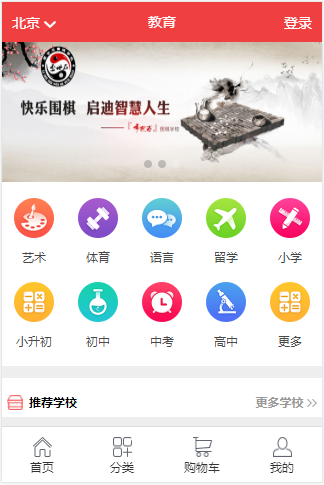 北京 教育 登录
快乐围棋 启迪智慧人生
围棋学校
艺术 体育 语言 留学 小学
小升初 初中 中考 高中 更多
推荐学校 更多学校 >>
首页 分类 购物车 我的